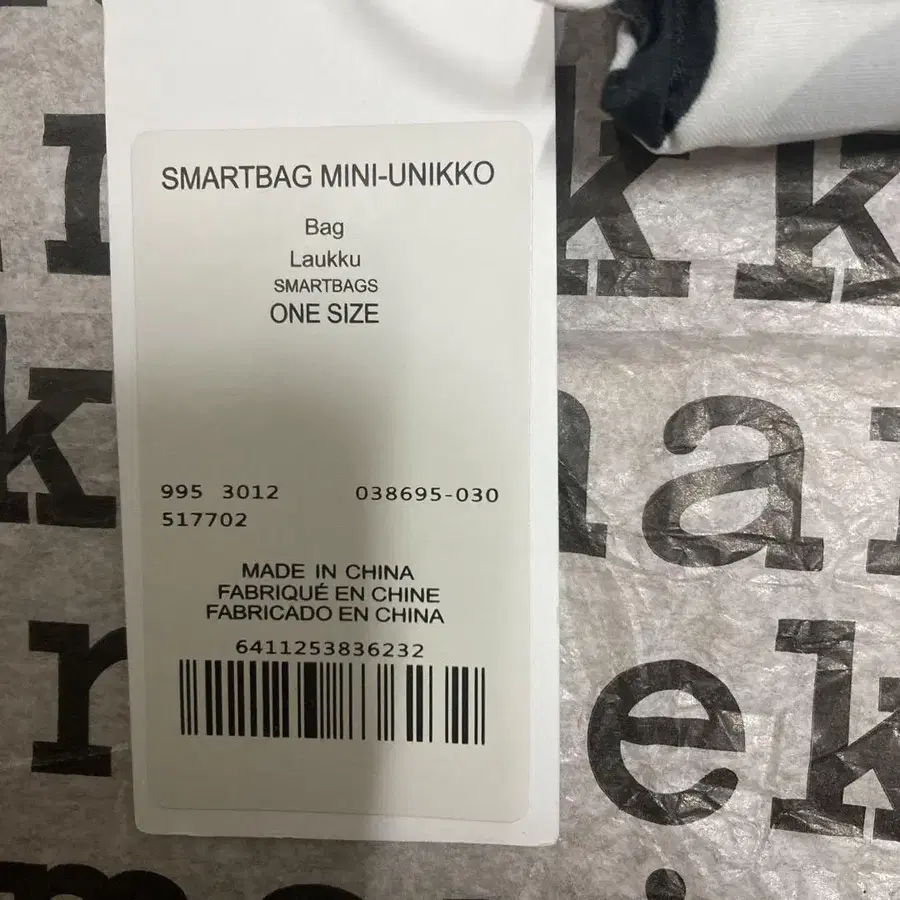 SMARTBAG MINI-UNIKKO
Bag
Laukku
SMARTBAGS
ONE SIZE
995 3012 038695-030
517702
MADE IN CHINA
FABRIQUÉ EN CHINE
FABRICADO EN CHINA
6411253836232